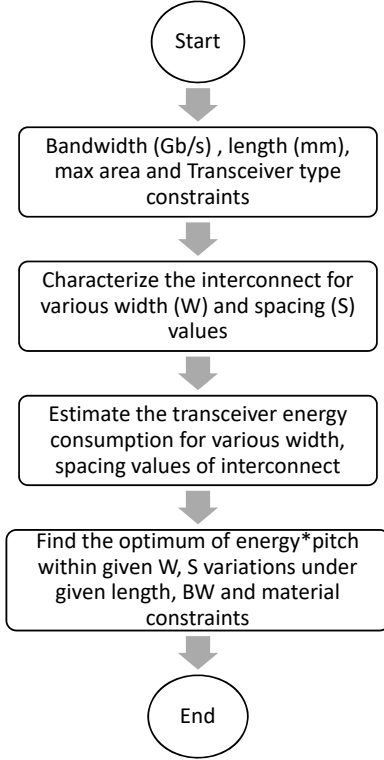 Start
Bandwidth (Gb/s) , length (mm),
max area and Transceiver type
constraints
Characterize the interconnect for
various width (W) and spacing (S)
values
Estimate the transceiver energy
consumption for various width,
spacing values of interconnect
Find the optimum of energy*pitch
within given W, S variations under
given length, BW and material
constraints
End